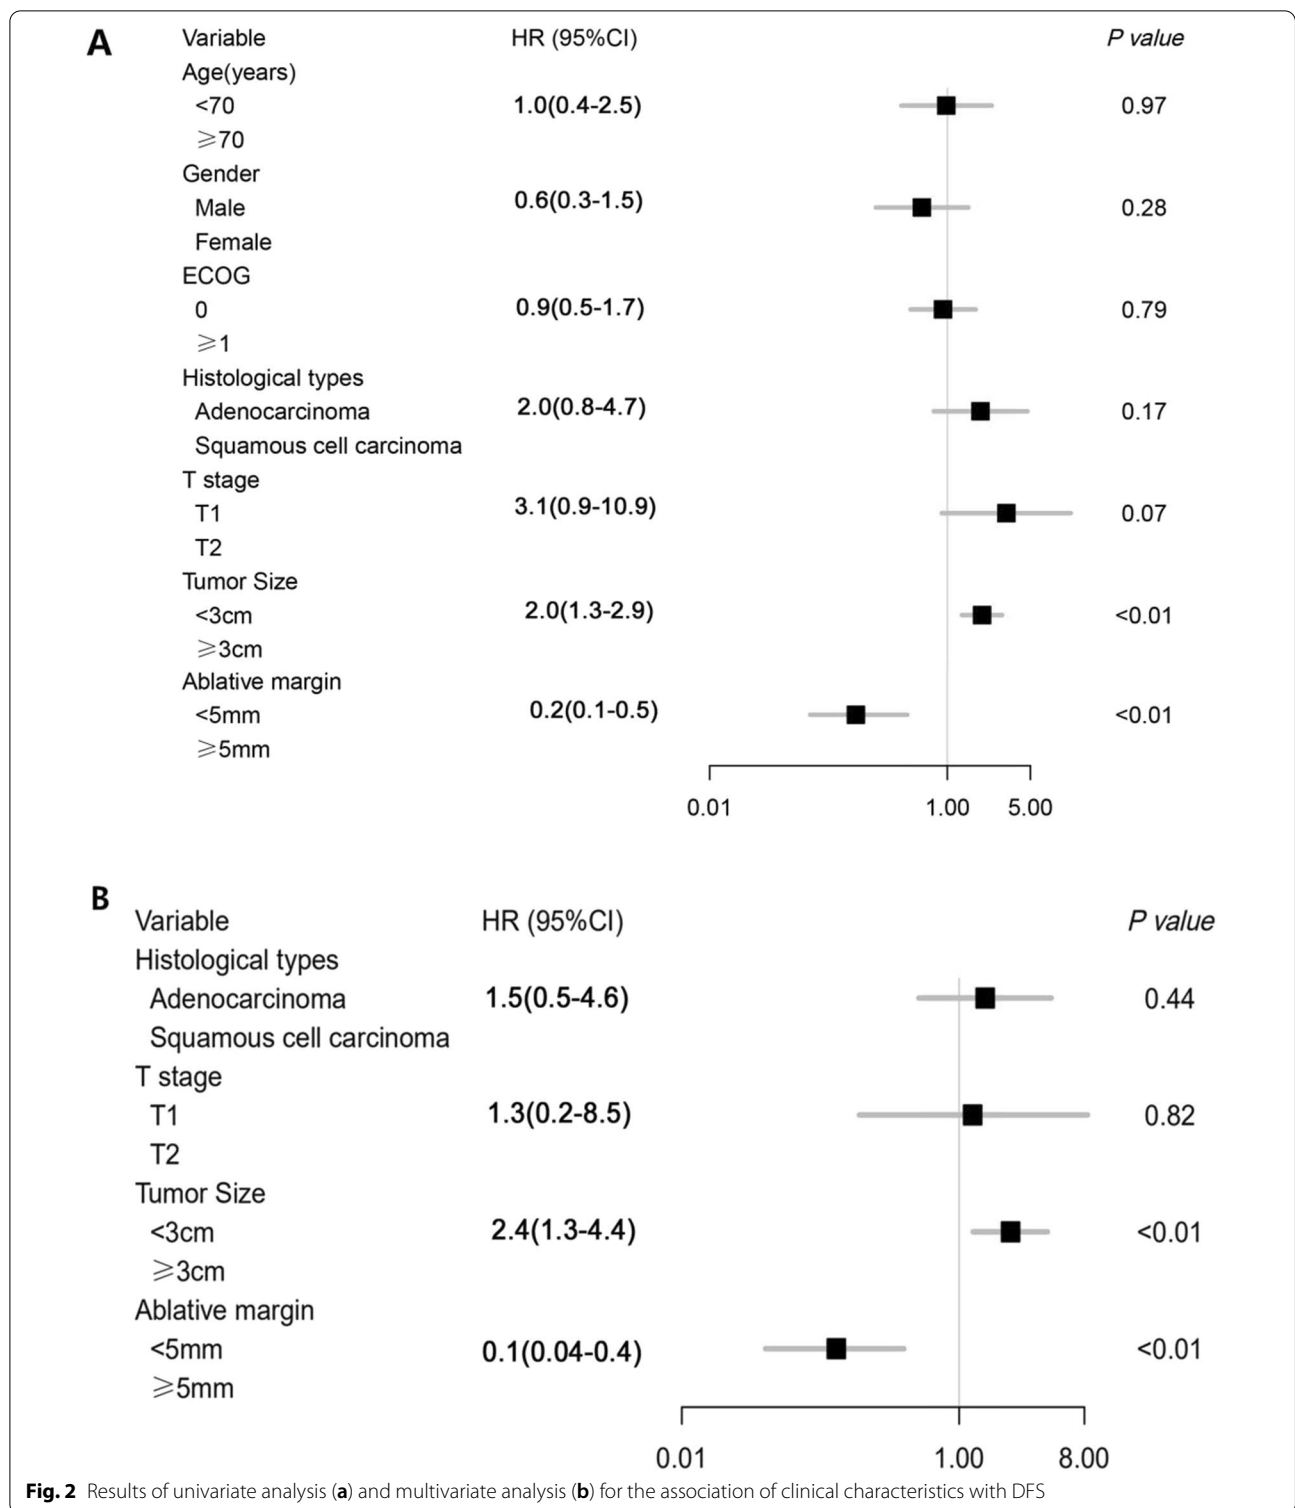 A Variable HR (95%CI) P value
Age(years)
<70 1.0(0.4-2.5) 0.97
⩾70
Gender
Male 0.6(0.3-1.5) 0.28
Female
ECOG
0 0.9(0.5-1.7) 0.79
⩾1
Histological types
Adenocarcinoma 2.0(0.8-4.7) 0.17
Squamous cell carcinoma
T stage
T1 3.1(0.9-10.9) 0.07
T2
Tumor Size
<3cm 2.0(1.3-2.9) <0.01
⩾3cm
Ablative margin
<5mm 0.2(0.1-0.5) <0.01
⩾5mm
0.01 1.00 5.00
B Variable HR (95%CI) P value
Histological types
Adenocarcinoma 1.5(0.5-4.6) 0.44
Squamous cell carcinoma
T stage
T1 1.3(0.2-8.5) 0.82
T2
Tumor Size
<3cm 2.4(1.3-4.4) <0.01
⩾3cm
Ablative margin
<5mm 0.1(0.04-0.4) <0.01
⩾5mm
0.01 1.00 8.00
Fig. 2 Results of univariate analysis (a) and multivariate analysis (b) for the association of clinical characteristics with DFS